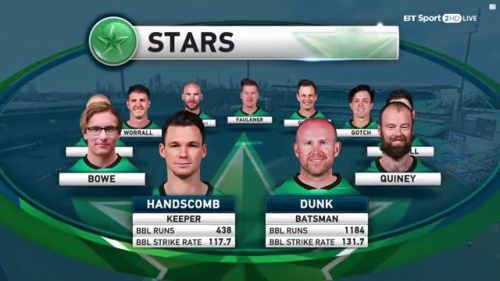 BT Sport 2HD LIVE
STARS
WORRALL
FAULKNER
GOTCH
BOWE
QUINEY
HANDSCOMB
DUNK
KEEPER
BATSMAN
BBL RUNS 438
BBL RUNS 1184
BBL STRIKE RATE 117.7
BBL STRIKE RATE 131.7